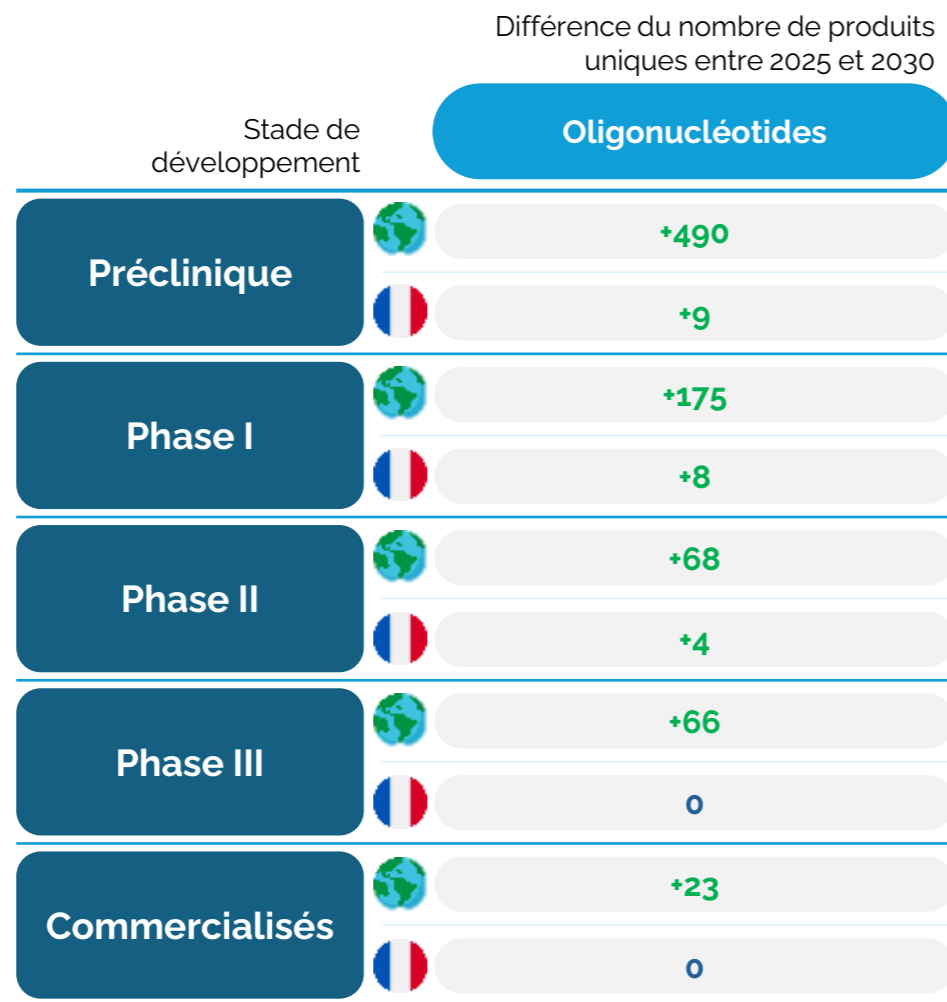 Différence du nombre de produits
uniques entre 2025 et 2030
Stade de
développement
Oligonucléotides
Préclinique
+490
+9
Phase I
+175
+8
Phase II
+68
+4
Phase III
+66
0
Commercialisés
+23
0